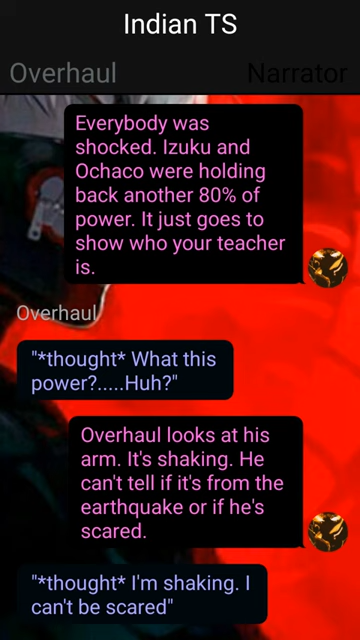 Indian TS
Overhaul
Narrator
Everybody was
shocked. Izuku and
Ochaco were holding
back another 80% of
power. It just goes to
show who your teacher
is.
Overhaul
"*thought* What this
power?.....Huh?"
Overhaul looks at his
arm. It's shaking. He
can't tell if it's from the
earthquake or if he's
scared.
"*thought* I'm shaking. I
can't be scared"